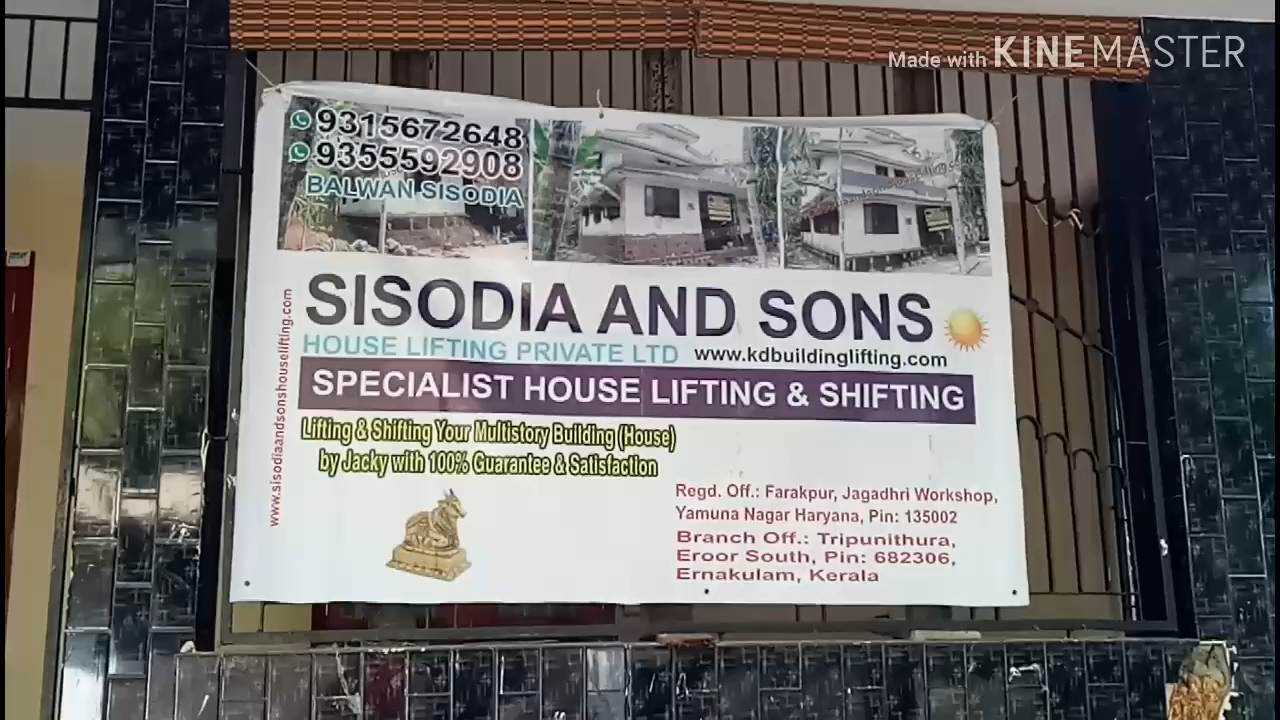 Made with KINEMASTER
9315672648
9355592908
BALWAN SISODIA
SISODIA AND SONS
HOUSE LIFTING PRIVATE LTD www.kdbuildinglifting.com
SPECIALIST HOUSE LIFTING & SHIFTING
Lifting & Shifting Your Multistory Building (House)
by Jacky with 100% Guarantee & Satisfaction
www.sisodiaandsonshouselifting.com
Regd. Off.: Farakpur, Jagadhri Workshop,
Yamuna Nagar Haryana, Pin: 135002
Branch Off.: Tripunithura,
Eroor South, Pin: 682306,
Ernakulam, Kerala